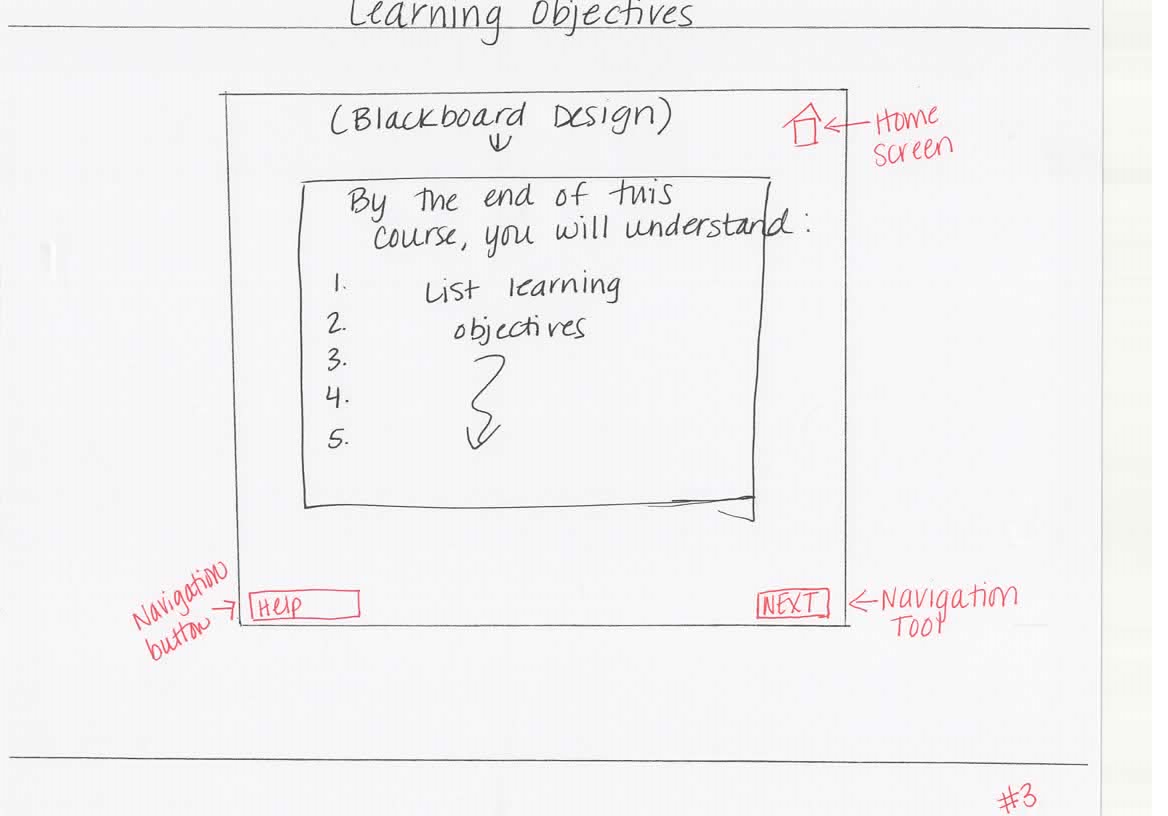 Learning Objectives
(Blackboard Design)
Home
screen
By the end of this
course, you will understand:
1. List learning
2. objectives
3.
4.
5.
Navigation
button
Help
NEXT
Navigation
Tool
#3